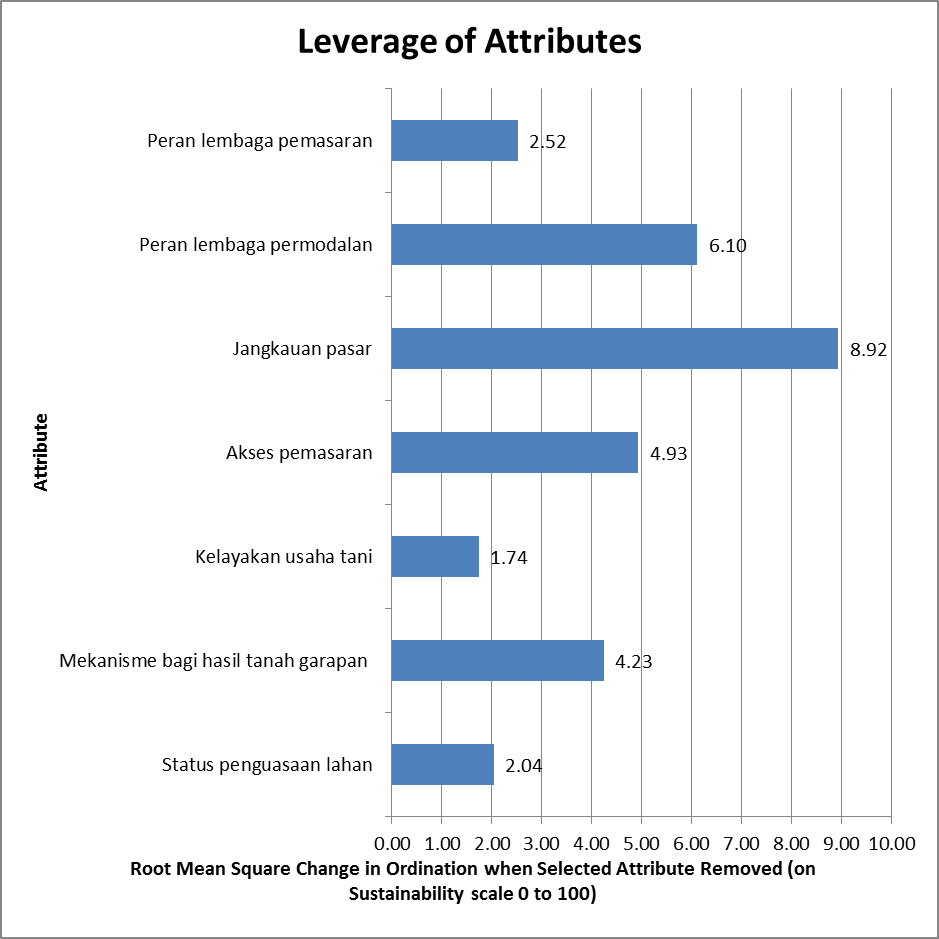 Leverage of Attributes
Attribute
Peran lembaga pemasaran 2.52
Peran lembaga permodalan 6.10
Jangkauan pasar 8.92
Akses pemasaran 4.93
Kelayakan usaha tani 1.74
Mekanisme bagi hasil tanah garapan 4.23
Status penguasaan lahan 2.04
0.00 1.00 2.00 3.00 4.00 5.00 6.00 7.00 8.00 9.00 10.00
Root Mean Square Change in Ordination when Selected Attribute Removed (on
Sustainability scale 0 to 100)